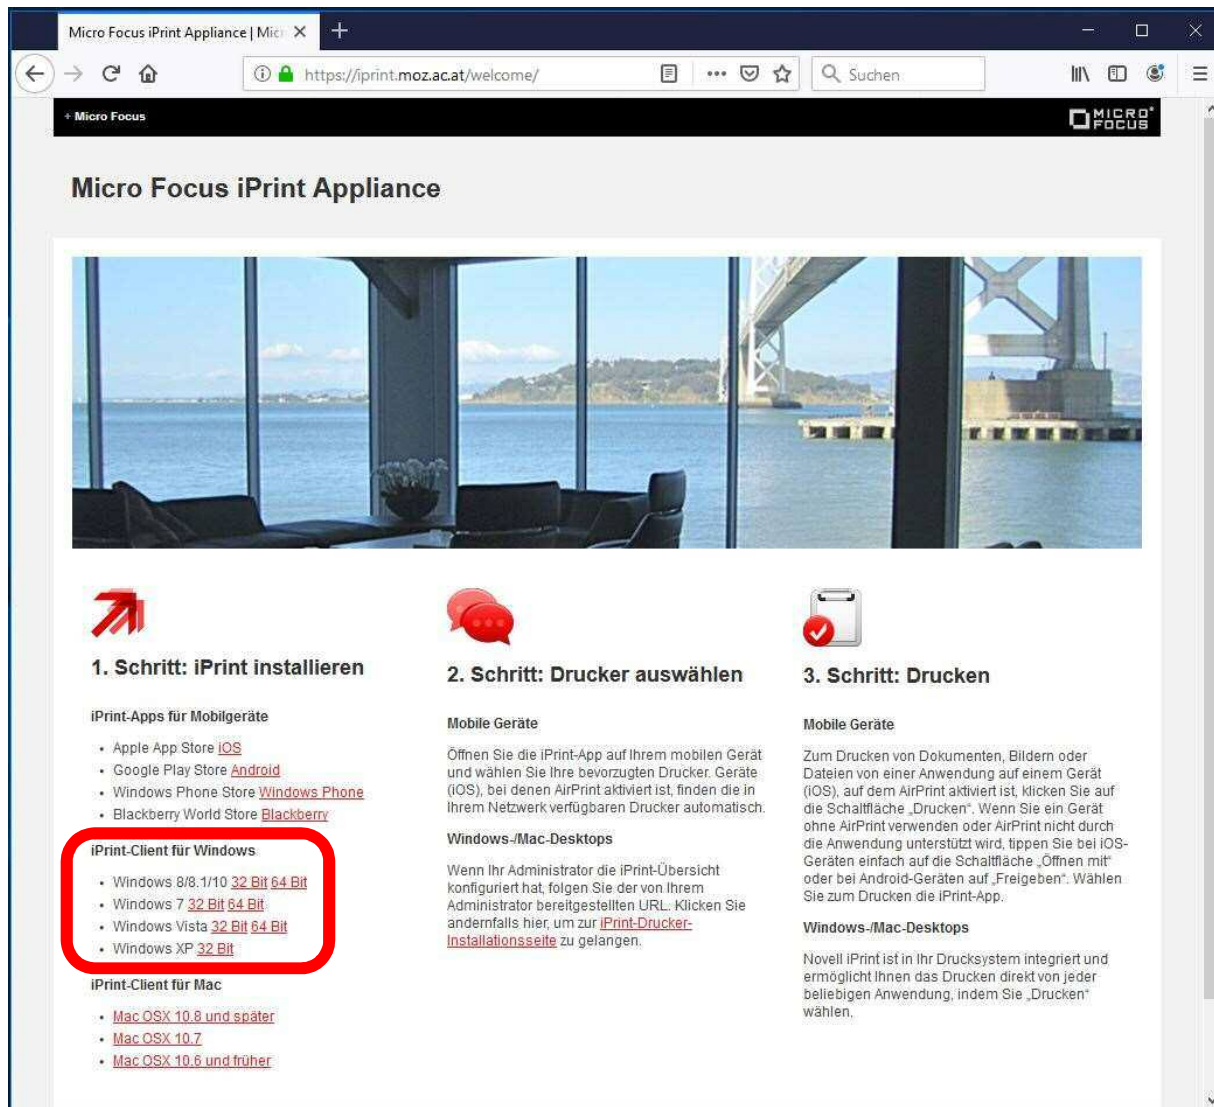 Micro Focus iPrint Appliance | Micr
https://iprint.moz.ac.at/welcome/
Suchen
+ Micro Focus
MICRO
FOCUS
Micro Focus iPrint Appliance
1. Schritt: iPrint installieren
iPrint-Apps für Mobilgeräte
• Apple App Store iOS
• Google Play Store Android
• Windows Phone Store Windows Phone
• Blackberry World Store Blackberry
iPrint-Client für Windows
• Windows 8/8.1/10 32 Bit 64 Bit
• Windows 7 32 Bit 64 Bit
• Windows Vista 32 Bit 64 Bit
• Windows XP 32 Bit
iPrint-Client für Mac
• Mac OSX 10.8 und später
• Mac OSX 10.7
• Mac OSX 10.6 und früher
2. Schritt: Drucker auswählen
Mobile Geräte
Öffnen Sie die iPrint-App auf Ihrem mobilen Gerät
und wählen Sie Ihre bevorzugten Drucker. Geräte
(iOS), bei denen AirPrint aktiviert ist, finden die in
Ihrem Netzwerk verfügbaren Drucker automatisch.
Windows-/Mac-Desktops
Wenn Ihr Administrator die iPrint-Übersicht
konfiguriert hat, folgen Sie der von Ihrem
Administrator bereitgestellten URL. Klicken Sie
andernfalls hier, um zur iPrint-Drucker-
Installationsseite zu gelangen.
3. Schritt: Drucken
Mobile Geräte
Zum Drucken von Dokumenten, Bildern oder
Dateien von einer Anwendung auf einem Gerät
(iOS), auf dem AirPrint aktiviert ist, klicken Sie auf
die Schaltfläche „Drucken“. Wenn Sie ein Gerät
ohne AirPrint verwenden oder AirPrint nicht durch
die Anwendung unterstützt wird, tippen Sie bei iOS-
Geräten einfach auf die Schaltfläche „Öffnen mit“
oder bei Android-Geräten auf „Freigeben“. Wählen
Sie zum Drucken die iPrint-App.
Windows-/Mac-Desktops
Novell iPrint ist in Ihr Drucksystem integriert und
ermöglicht Ihnen das Drucken direkt von jeder
beliebigen Anwendung, indem Sie „Drucken“
wählen.